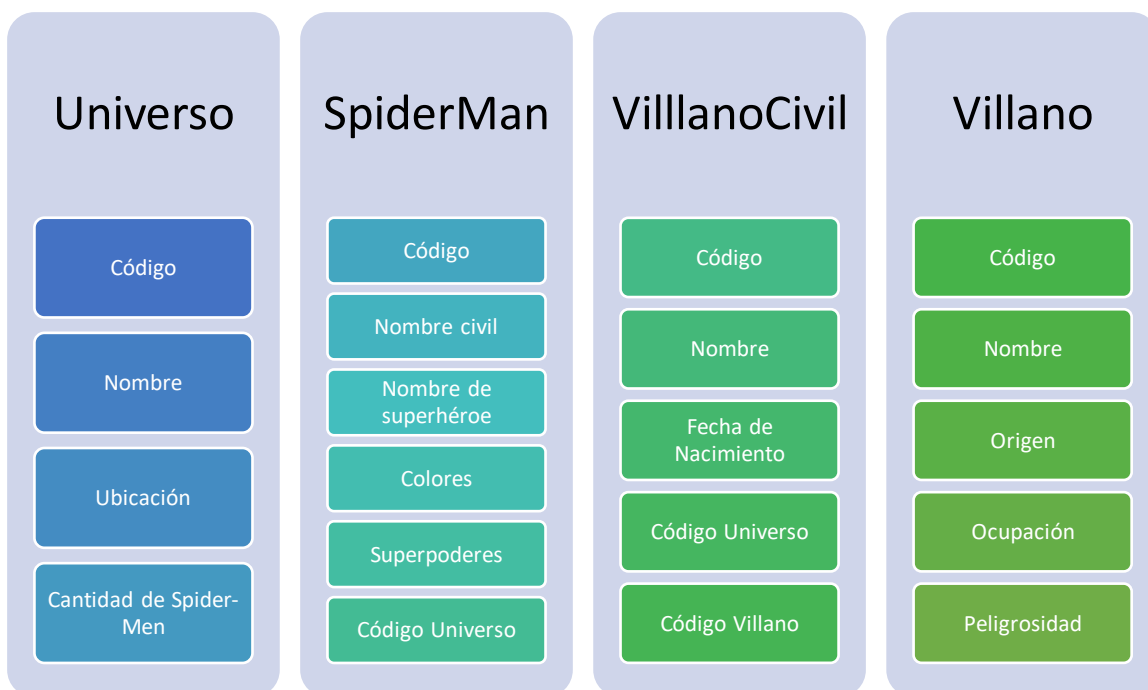 Universo
Código
Nombre
Ubicación
Cantidad de Spider-
Men
SpiderMan
Código
Nombre civil
Nombre de
superhéroe
Colores
Superpoderes
Código Universo
VilllanoCivil
Código
Nombre
Fecha de
Nacimiento
Código Universo
Código Villano
Villano
Código
Nombre
Origen
Ocupación
Peligrosidad